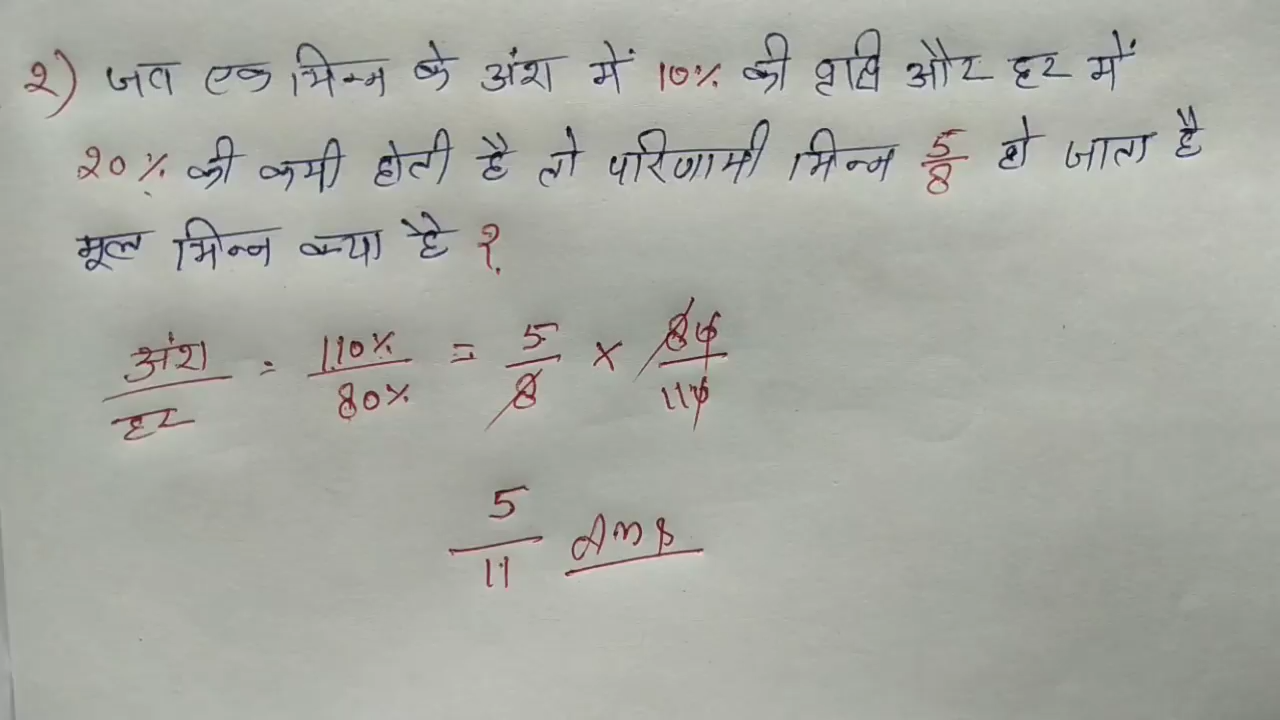 २) जब एक भिन्न के अंश में 10% की वृद्धि और हर में
20% की कमी होती है तो परिणामी भिन्न 5/8 हो जाता है
मूल भिन्न क्या है ?
अंश/हर = 110%/80% = 5/8 × 80/110
5/11 Ans